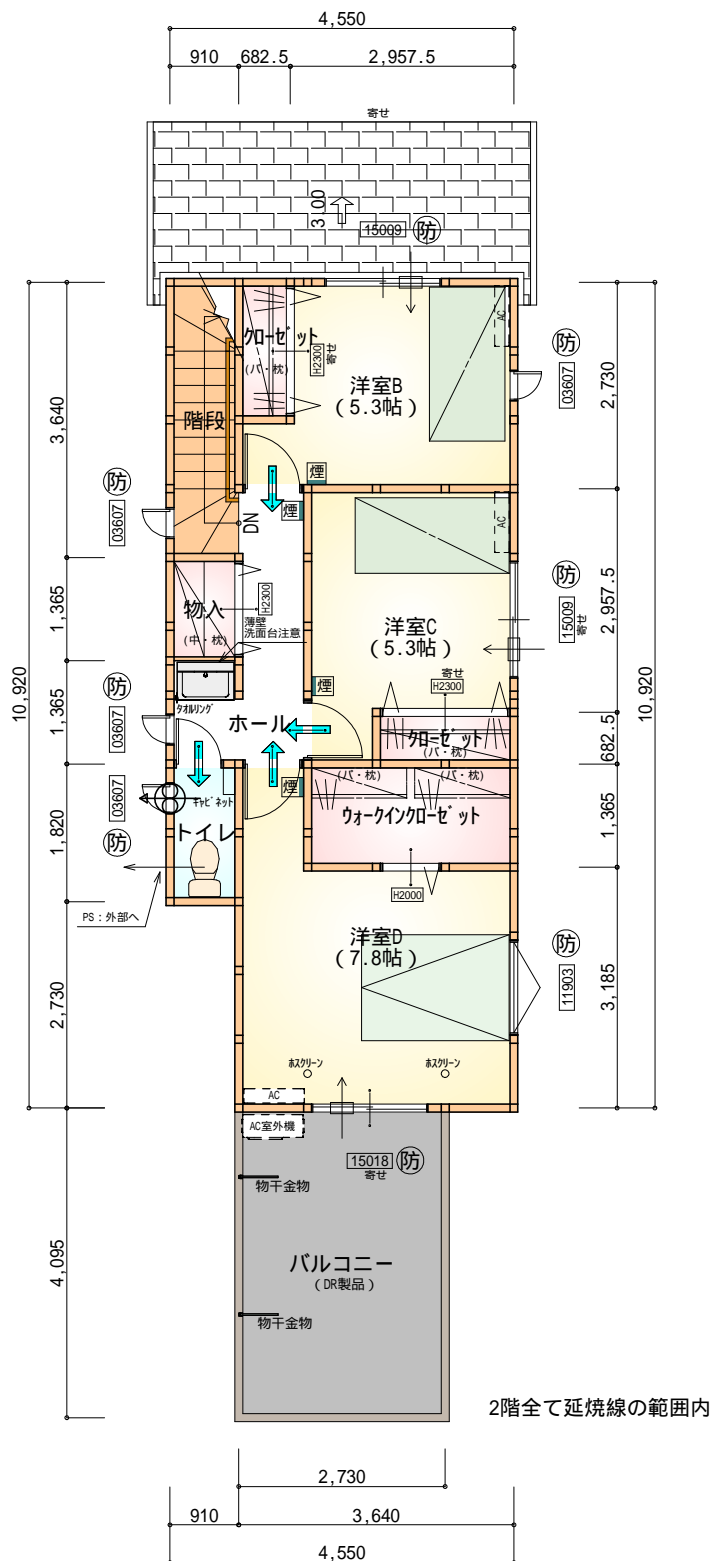 4,550
910 682.5 2,957.5
寄せ
3.00
15009 防
クローゼット
(バ・枕)
H2300
寄せ
AC
洋室B
(5.3帖)
防
03607
2,730
3,640
階段
煙
煙
DN
防
03607
AC
物入
(中・枕)
H2300
薄壁
洗面台注意
洋室C
(5.3帖)
防
15009
寄せ
2,957.5
1,365
10,920
10,920
タオルリング
ホール
煙
寄せ
H2300
クローゼット
(バ・枕)
防
03607
1,365
682.5
03607
防
キャビネット
トイレ
煙
(バ・枕) (バ・枕)
ウォークインクローゼット
H2000
1,820
1,365
PS:外部へ
洋室D
(7.8帖)
防
11903
3,185
2,730
ホスクリーン ホスクリーン
AC
AC室外機
15018 防
寄せ
物干金物
バルコニー
(DR製品)
4,095
物干金物
2階全て延焼線の範囲内
2,730
910 3,640
4,550